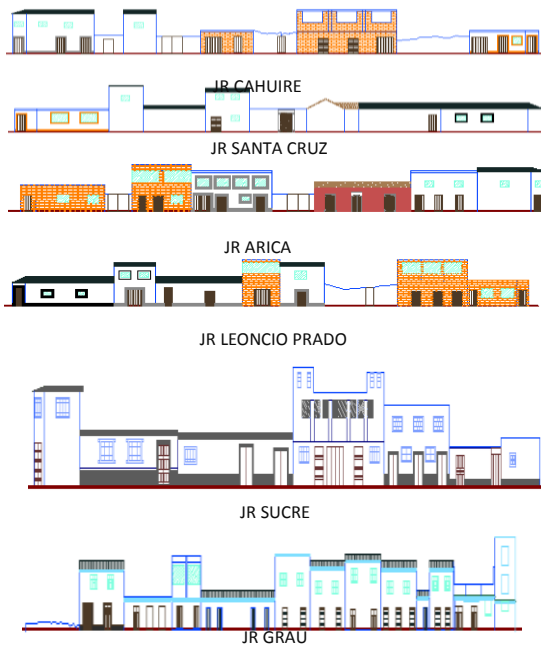 JR CAHUIRE
JR SANTA CRUZ
JR ARICA
JR LEONCIO PRADO
JR SUCRE
JR GRAU